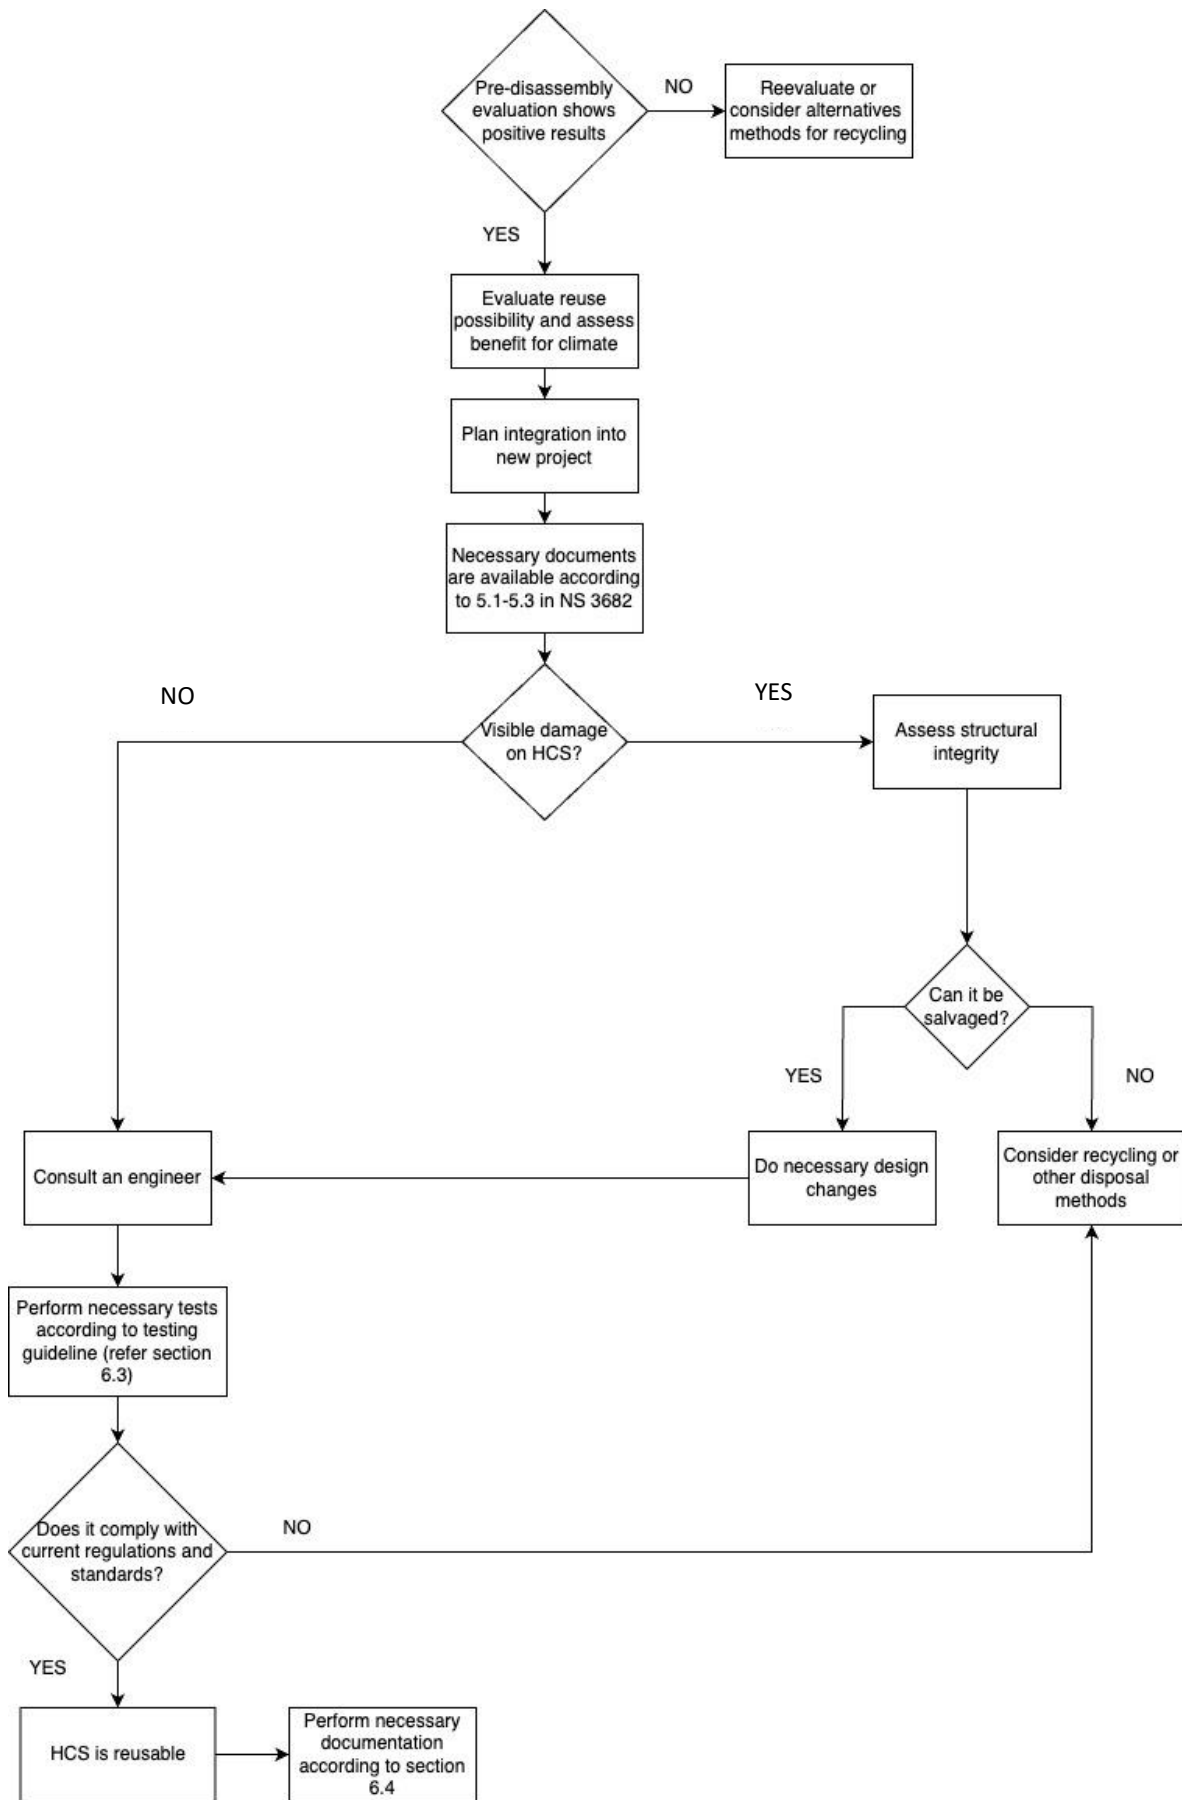 Pre-disassembly
evaluation shows
positive results
NO
Reevaluate or
consider alternatives
methods for recycling
YES
Evaluate reuse
possibility and assess
benefit for climate
Plan integration into
new project
Necessary documents
are available according
to 5.1-5.3 in NS 3682
NO
YES
Visible damage
on HCS?
Assess structural
integrity
Can it be
salvaged?
YES
NO
Consult an engineer
Do necessary design
changes
Consider recycling or
other disposal
methods
Perform necessary tests
according to testing
guideline (refer section
6.3)
Does it comply with
current regulations and
standards?
NO
YES
HCS is reusable
Perform necessary
documentation
according to section
6.4